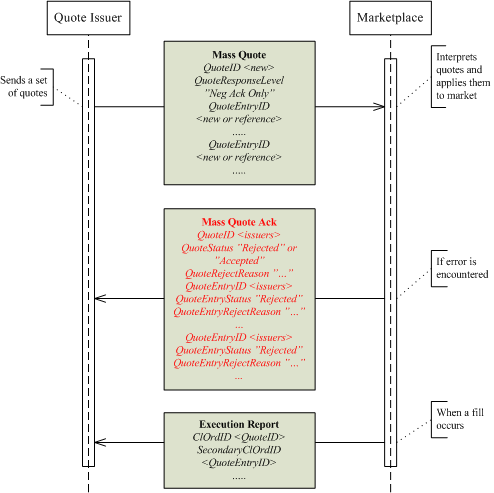 Quote Issuer
Marketplace
Sends a set
of quotes
Mass Quote
QuoteID <new>
QuoteResponseLevel
"Neg Ack Only"
QuoteEntryID
<new or reference>
.....
QuoteEntryID
<new or reference>
.....
Interprets
quotes and
applies them
to market
Mass Quote Ack
QuoteID <issuers>
QuoteStatus "Rejected" or
"Accepted"
QuoteRejectReason "..."
QuoteEntryID <issuers>
QuoteEntryStatus "Rejected"
QuoteEntryRejectReason "..."
...
QuoteEntryID <issuers>
QuoteEntryStatus "Rejected"
QuoteEntryRejectReason "..."
...
If error is
encountered
Execution Report
ClOrdID <QuoteID>
SecondaryClOrdID
<QuoteEntryID>
.....
When a fill
occurs